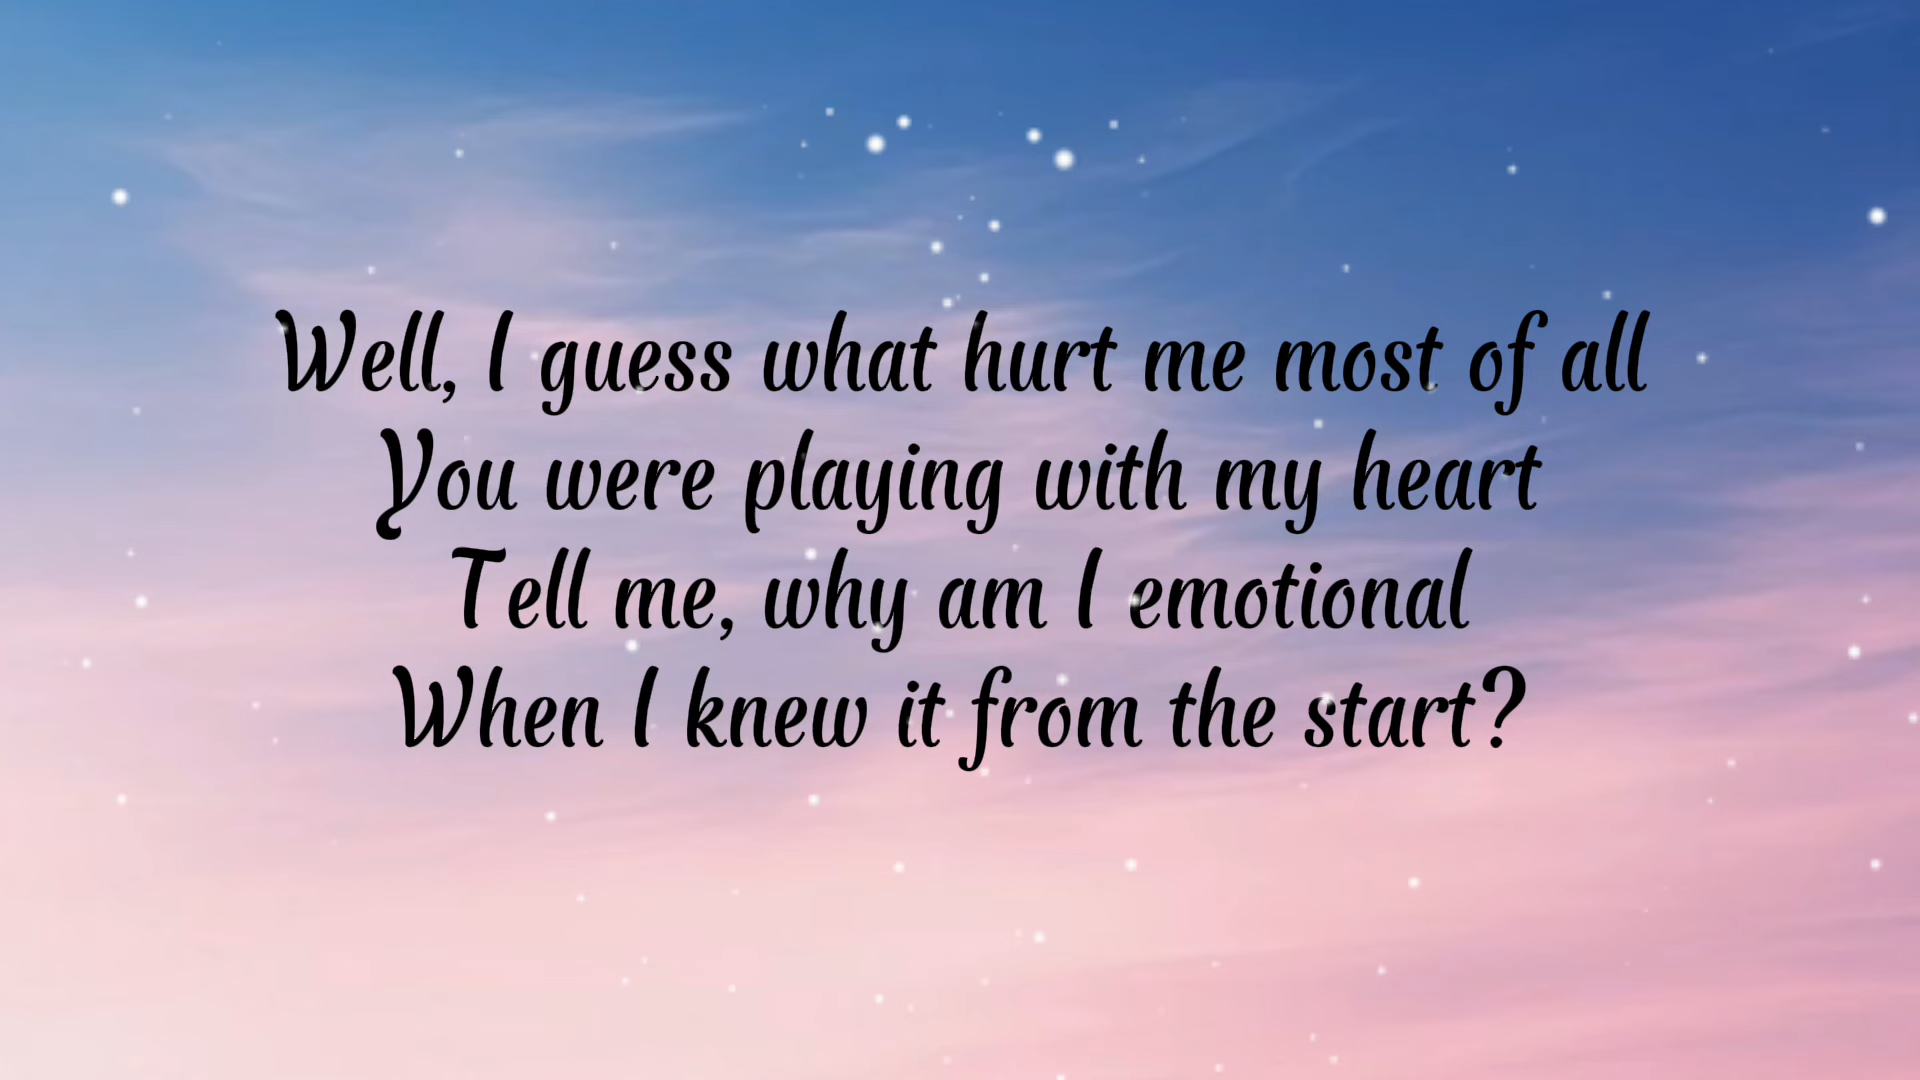 Well, I guess what hurt me most of all
You were playing with my heart
Tell me, why am I emotional
When I knew it from the start?